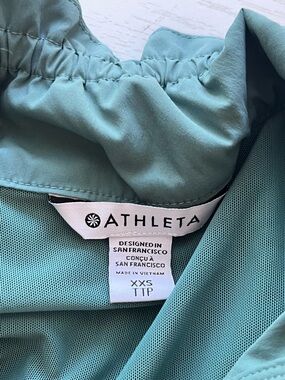 ATHLETA
DESIGNED IN
SAN FRANCISCO
CONÇU À
SAN FRANCISCO
MADE IN VIETNAM
XXS
TTP